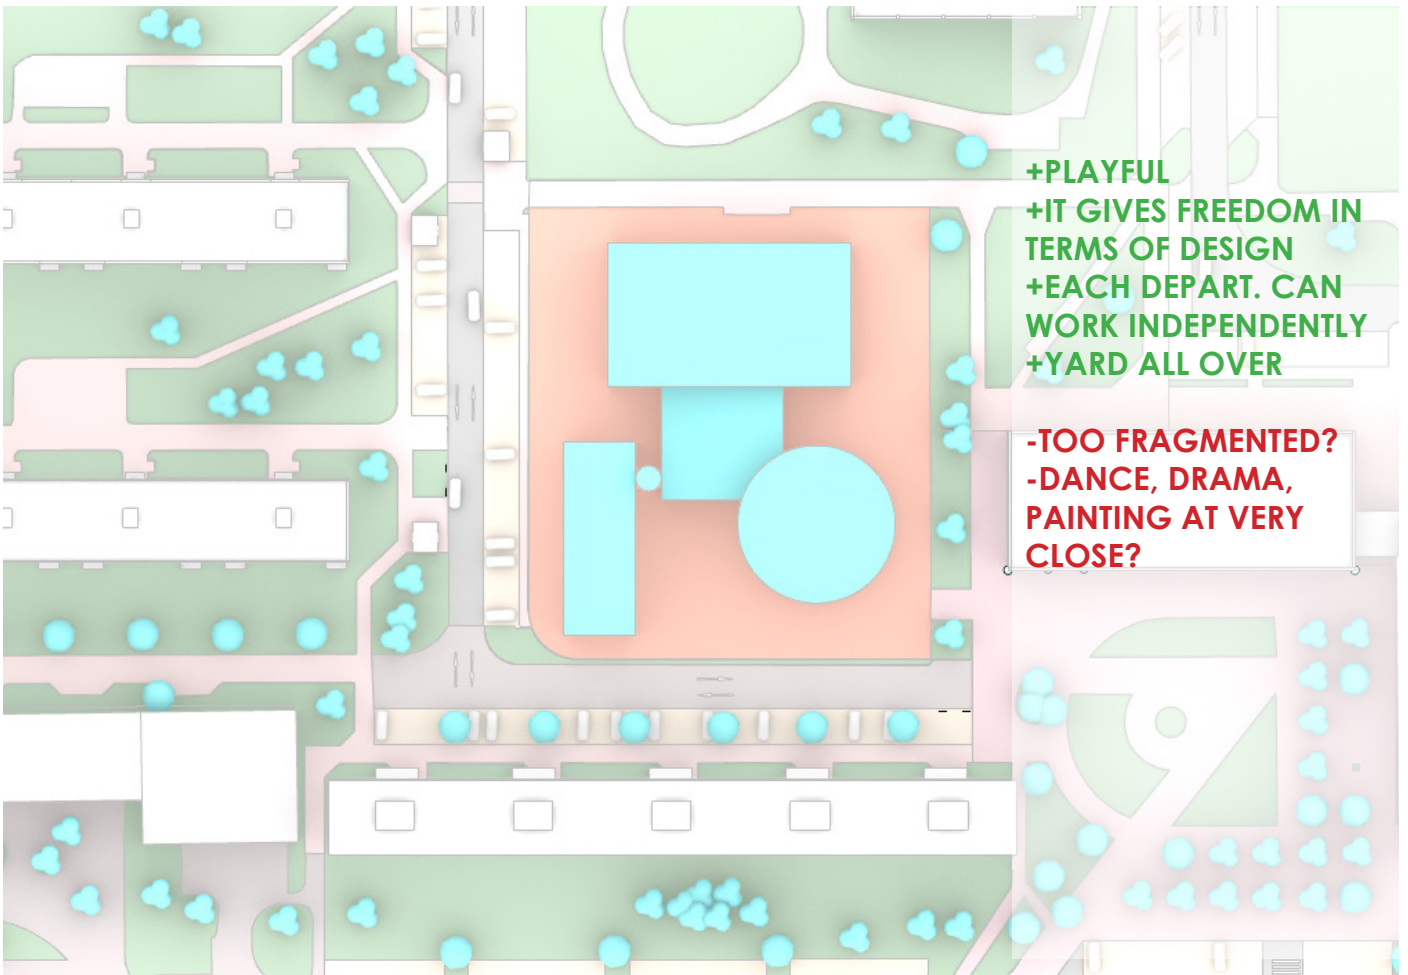 +PLAYFUL
+IT GIVES FREEDOM IN
TERMS OF DESIGN
+EACH DEPART. CAN
WORK INDEPENDENTLY
+YARD ALL OVER
-TOO FRAGMENTED?
-DANCE, DRAMA,
PAINTING AT VERY
CLOSE?